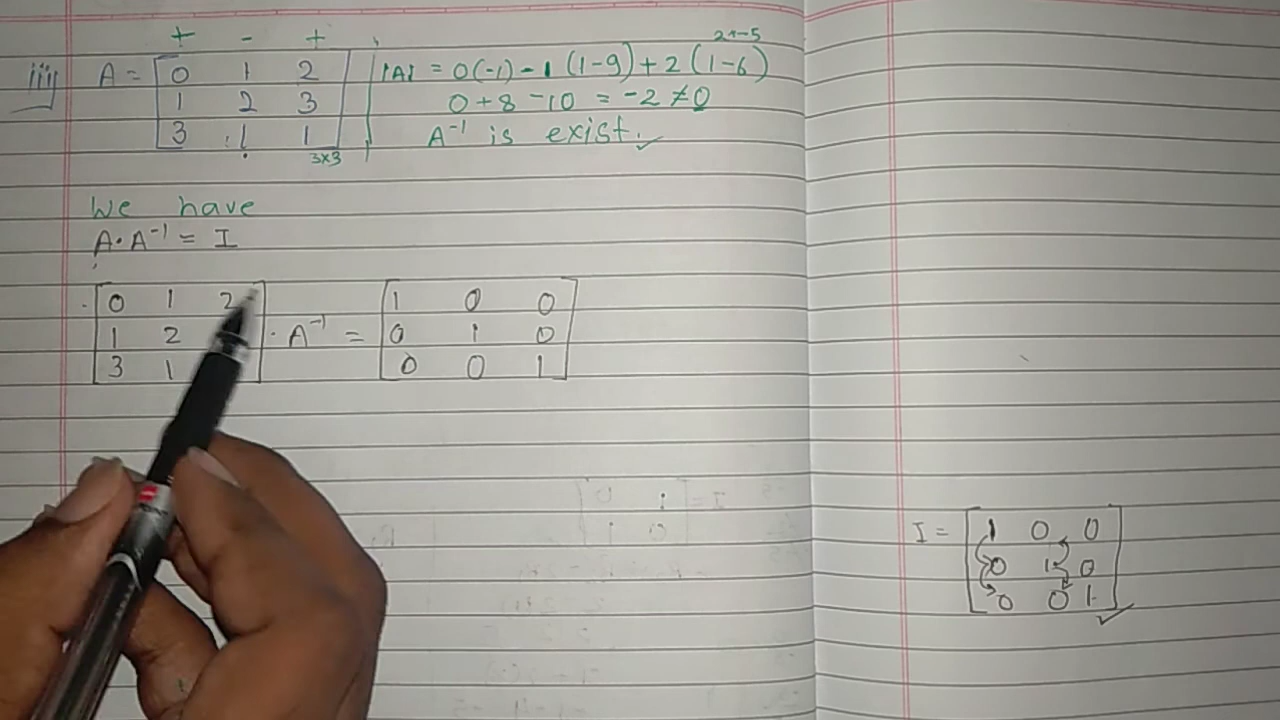 + - +
iii) A = [0 1 2
1 2 3
3 1 1] 3x3
2x-5
|A| = 0(-1) - 1 (1-9) + 2 (1-6)
0 + 8 - 10 = -2 ≠ 0
A⁻¹ is exist. ✓
We have
A·A⁻¹ = I
[0 1 2
1 2
3 1] · A⁻¹ = [1 0 0
0 1 0
0 0 1]
I = [1 0 0
0 1 0
0 0 1] ✓